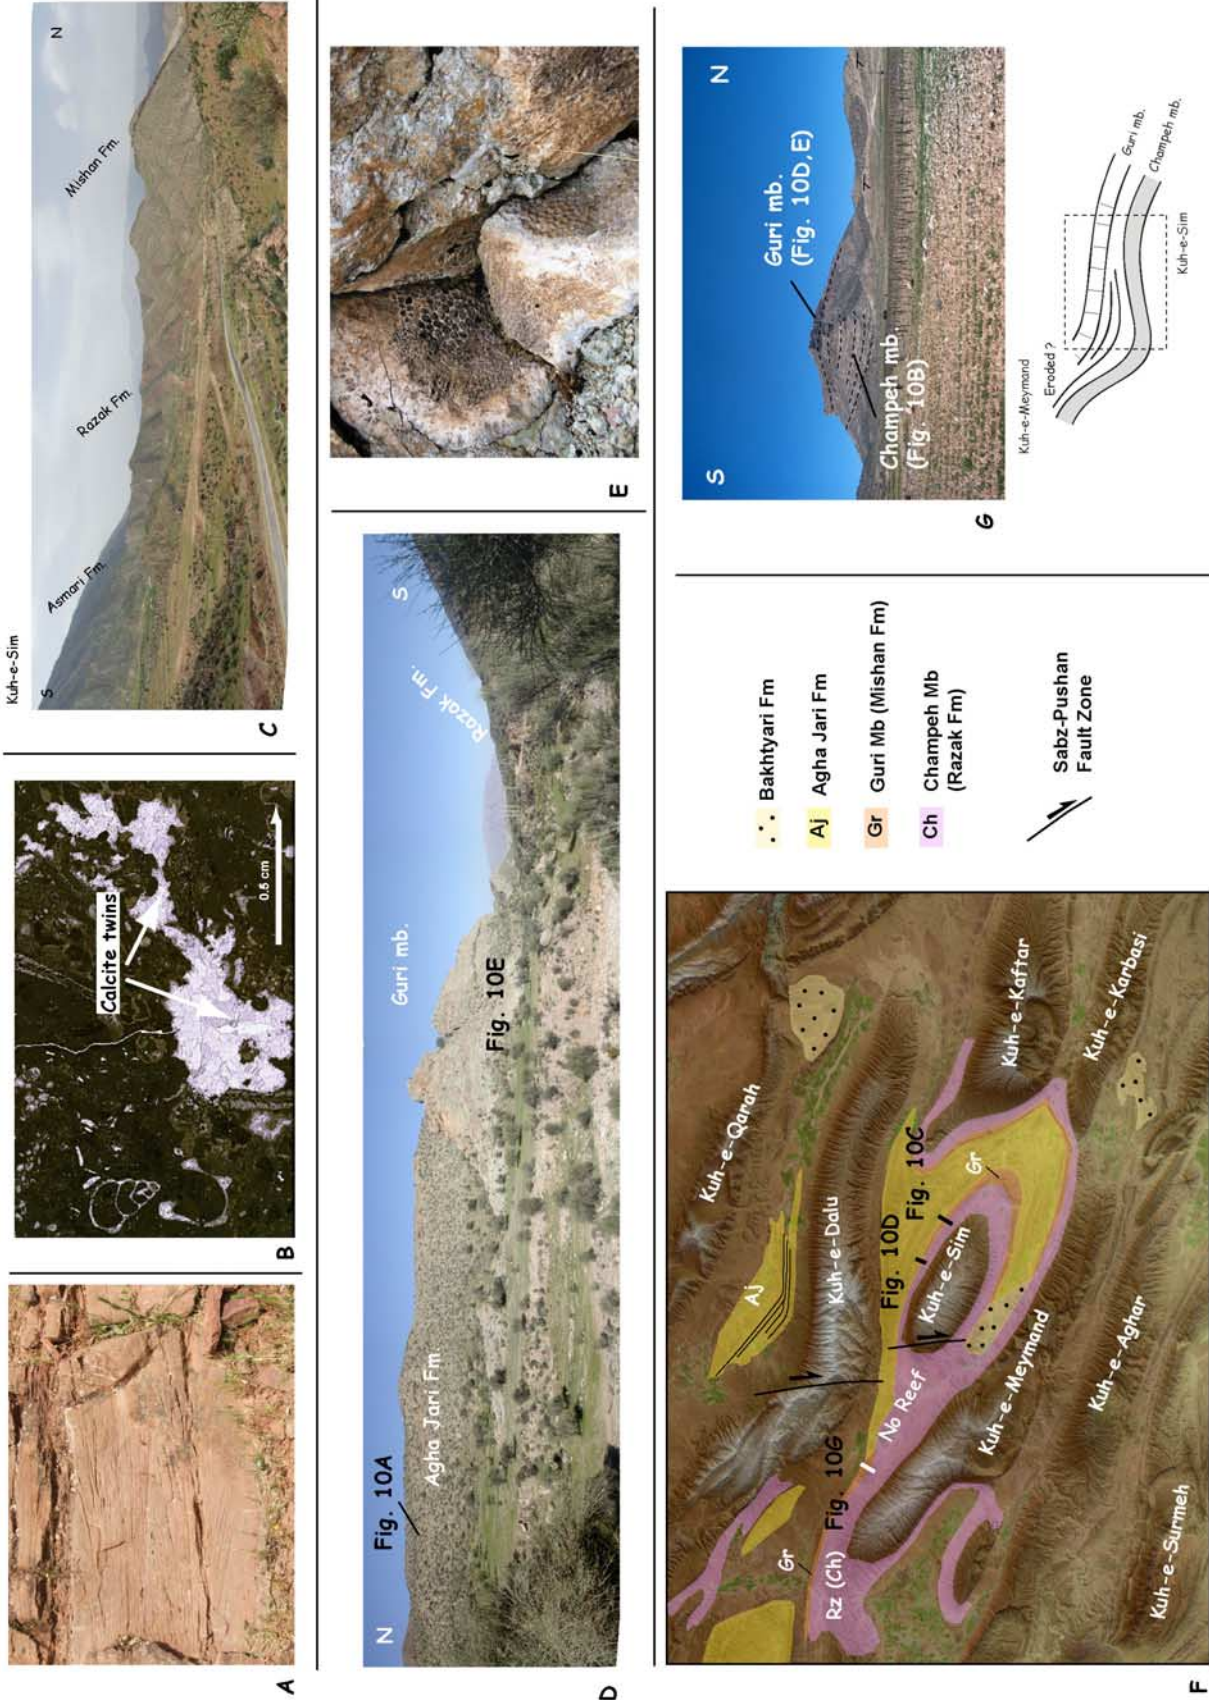 A
B
Calcite twins
0.5 cm
C
Kuh-e-Sim
S
Asmari Fm.
Razak Fm.
Mishan Fm.
N
D
N
Fig. 10A
Agha Jari Fm
Guri mb.
Fig. 10E
Razak Fm.
S
E
F
Kuh-e-Qarah
Aj
Kuh-e-Dalu
Fig. 10D
Fig. 10C
Gr
Kuh-e-Sim
Kuh-e-Kaftar
Kuh-e-Karbasi
Gr
Rz (Ch)
Fig. 10G
No Reef
Kuh-e-Meymand
Kuh-e-Aghar
Kuh-e-Surmeh
Bakhtyari Fm
Aj
Agha Jari Fm
Gr
Guri Mb (Mishan Fm)
Ch
Champeh Mb
(Razak Fm)
Sabz-Pushan
Fault Zone
G
S
N
Guri mb.
(Fig. 10D,E)
Champeh mb.
(Fig. 10B)
Kuh-e-Meymand
Eroded ?
Guri mb.
Champeh mb.
Kuh-e-Sim